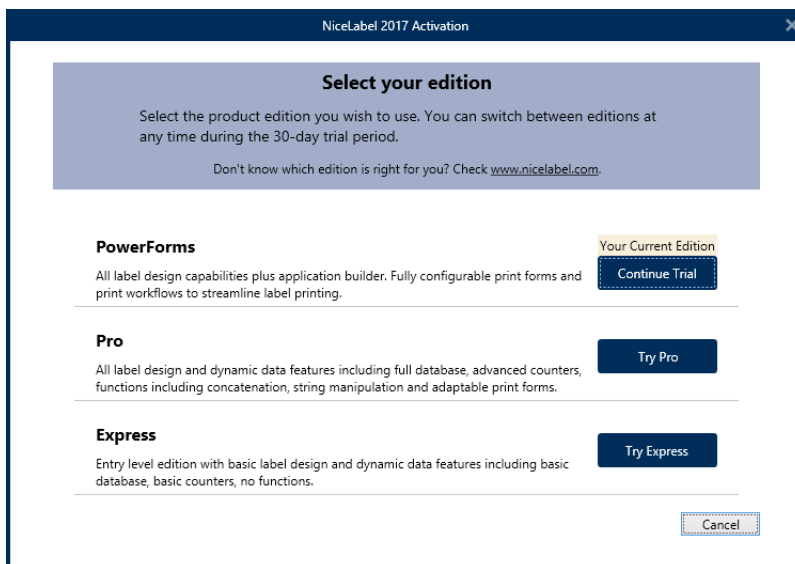 NiceLabel 2017 Activation
Select your edition
Select the product edition you wish to use. You can switch between editions at
any time during the 30-day trial period.
Don't know which edition is right for you? Check www.nicelabel.com.
PowerForms
Your Current Edition
All label design capabilities plus application builder. Fully configurable print forms and
print workflows to streamline label printing.
Continue Trial
Pro
All label design and dynamic data features including full database, advanced counters,
functions including concatenation, string manipulation and adaptable print forms.
Try Pro
Express
Entry level edition with basic label design and dynamic data features including basic
database, basic counters, no functions.
Try Express
Cancel